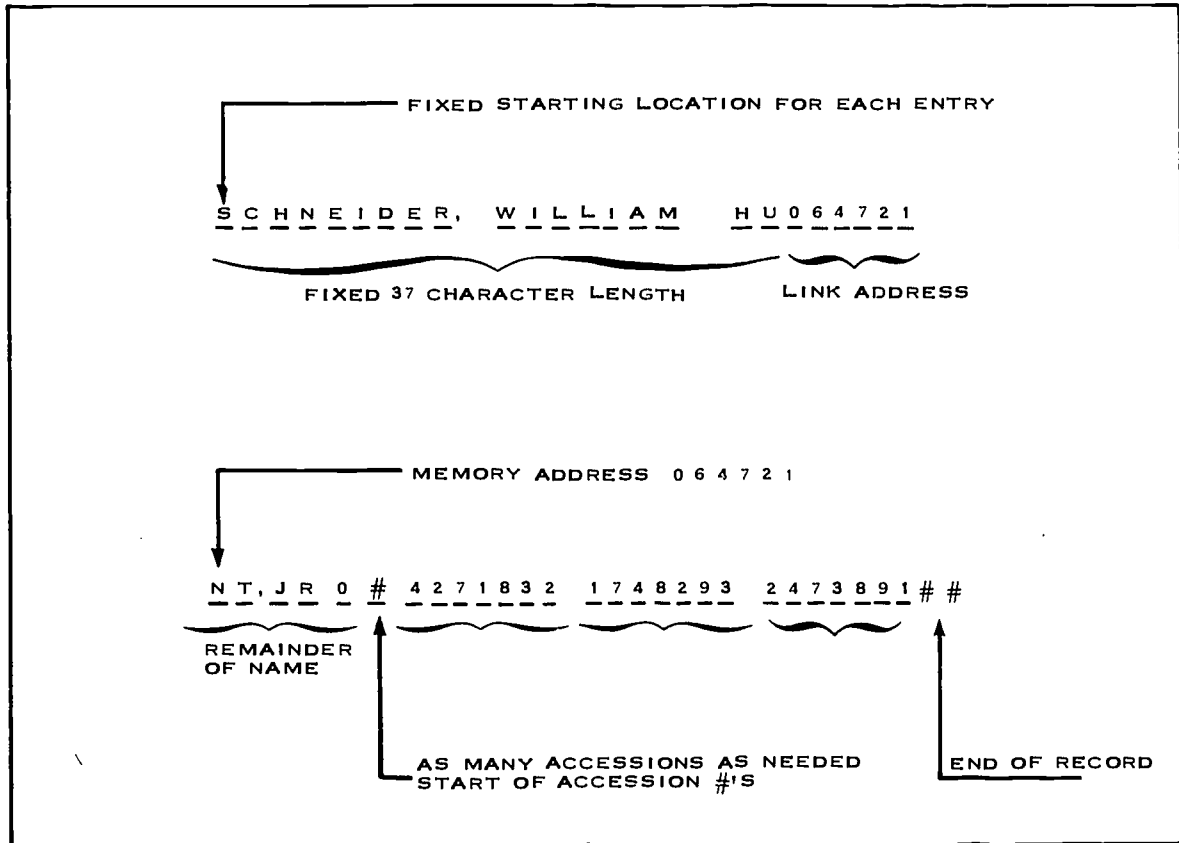 FIXED STARTING LOCATION FOR EACH ENTRY
SCHNEIDER, WILLIAM HU064721
FIXED 37 CHARACTER LENGTH
LINK ADDRESS
MEMORY ADDRESS 064721
NT,JR 0 # 4271832 1748293 2473891##
REMAINDER
OF NAME
AS MANY ACCESSIONS AS NEEDED
START OF ACCESSION #'S
END OF RECORD